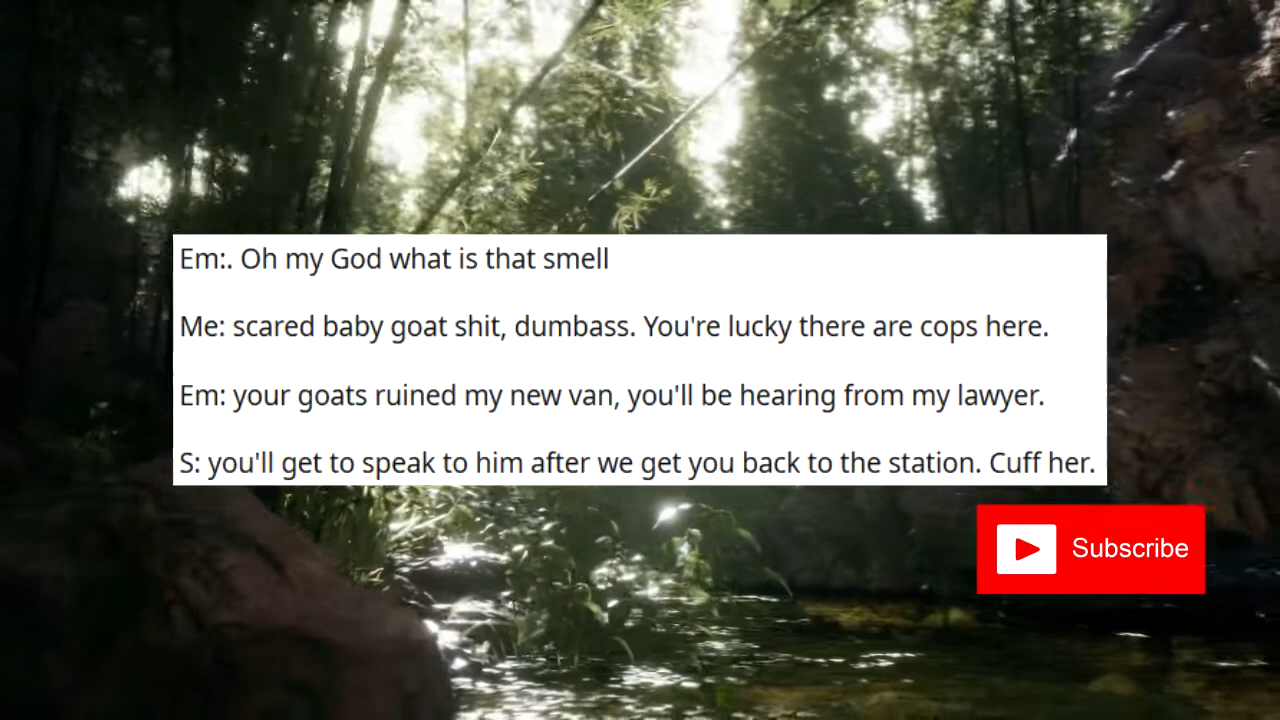 Em:. Oh my God what is that smell
Me: scared baby goat shit, dumbass. You're lucky there are cops here.
Em: your goats ruined my new van, you'll be hearing from my lawyer.
S: you'll get to speak to him after we get you back to the station. Cuff her.
Subscribe